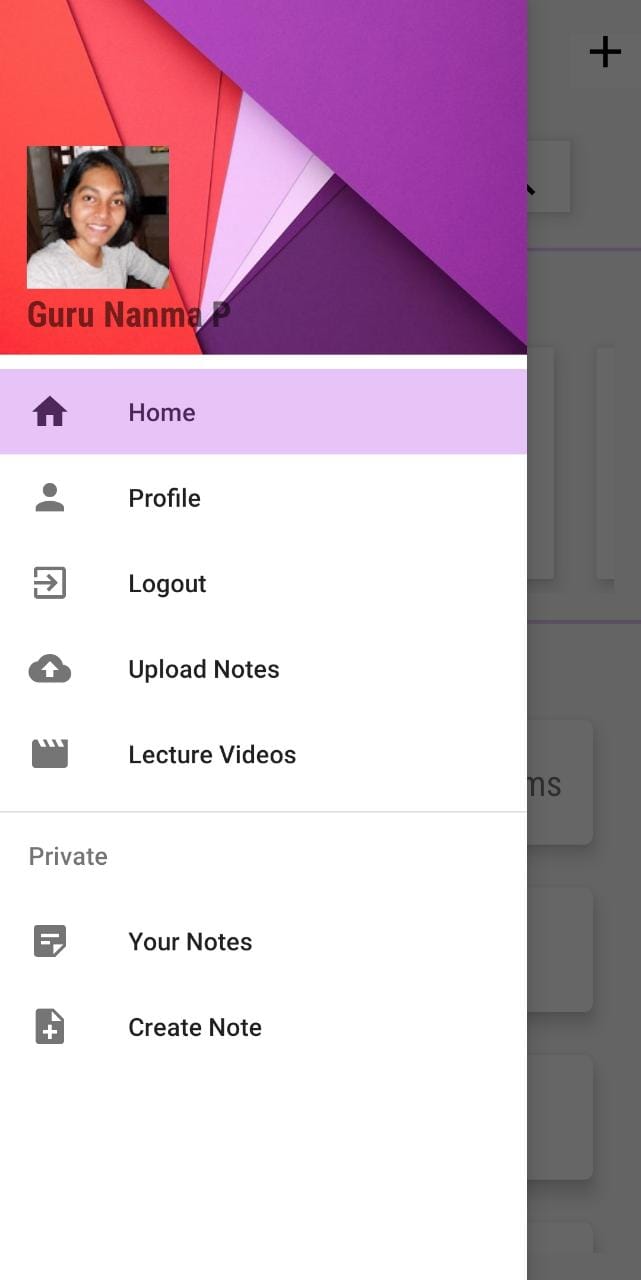 Guru Nanma P
Home
Profile
Logout
Upload Notes
Lecture Videos
ms
Private
Your Notes
Create Note